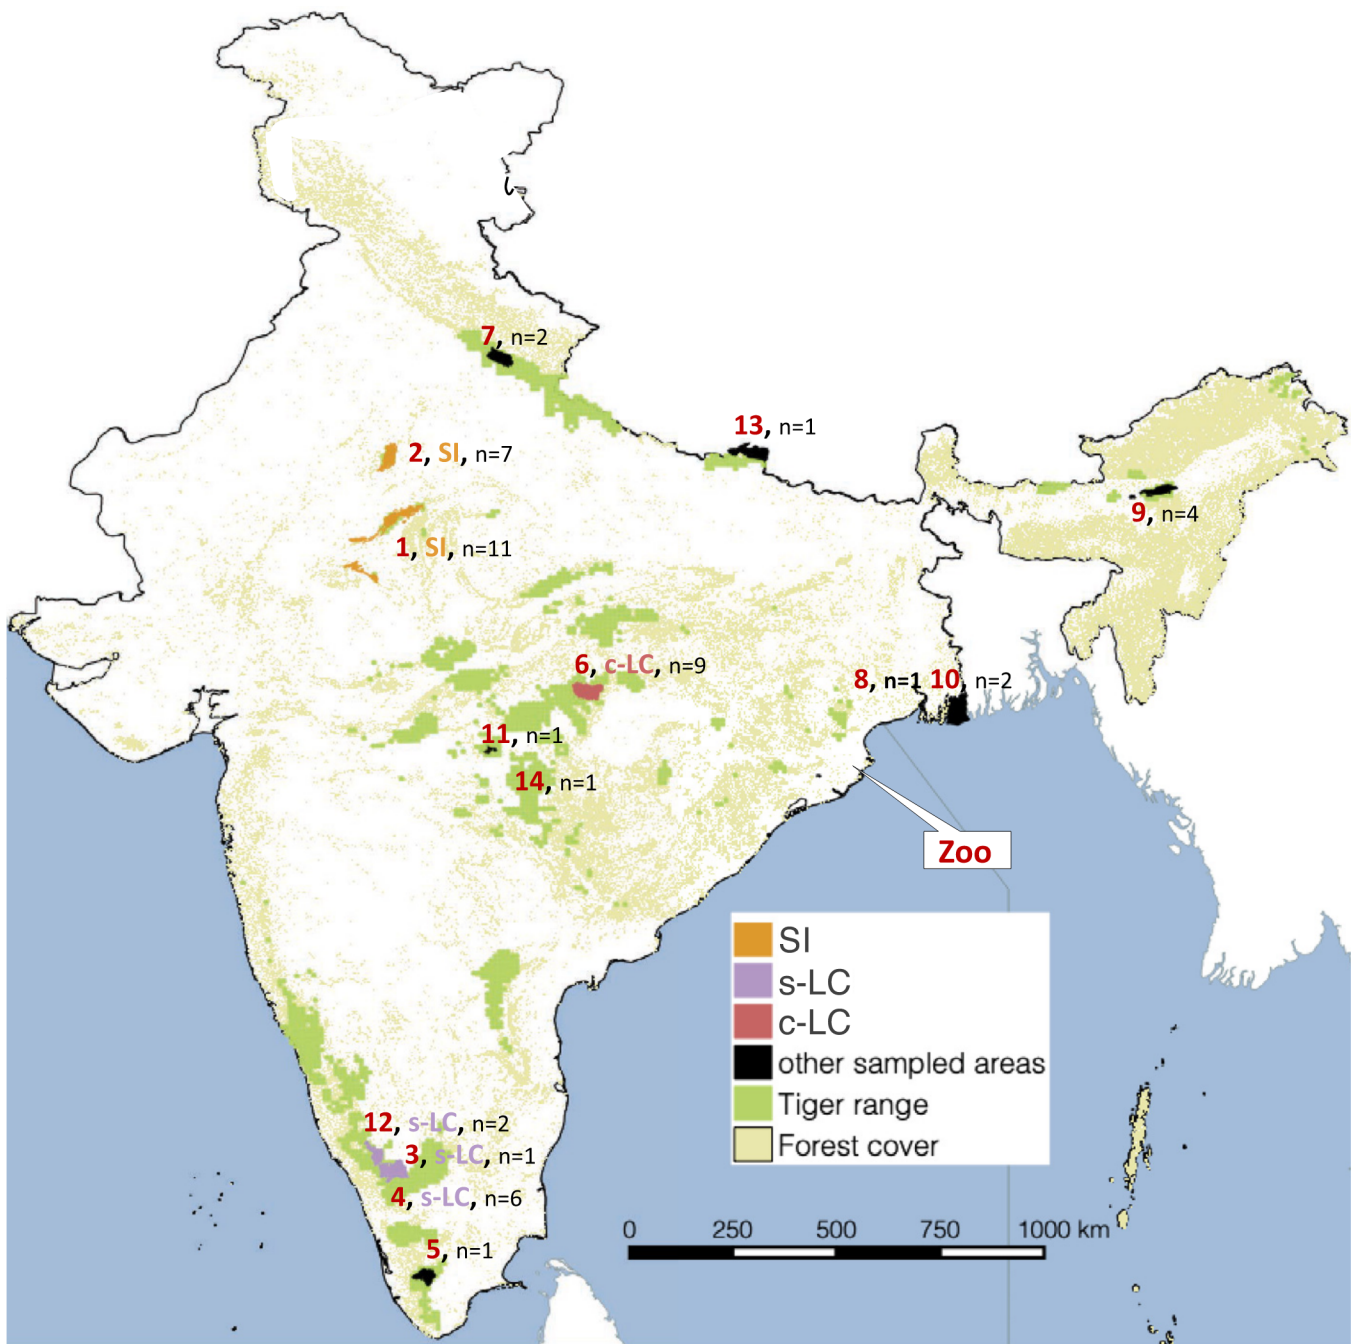 7, n=2
13, n=1
2, SI, n=7
9, n=4
1, SI, n=11
6, c-LC, n=9
8, n=1
10, n=2
11, n=1
14, n=1
Zoo
SI
s-LC
c-LC
other sampled areas
Tiger range
Forest cover
12, s-LC, n=2
3, s-LC, n=1
4, s-LC, n=6
5, n=1
0 250 500 750 1000 km